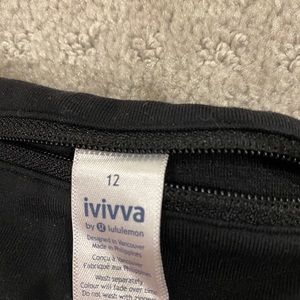 12
ivivva
by lululemon
Designed in Vancouver
Made in Philippines
Conçu à Vancouver
Fabriqué aux Philippines
Wash separately
Colour will fade over time
Do not wash with zipper